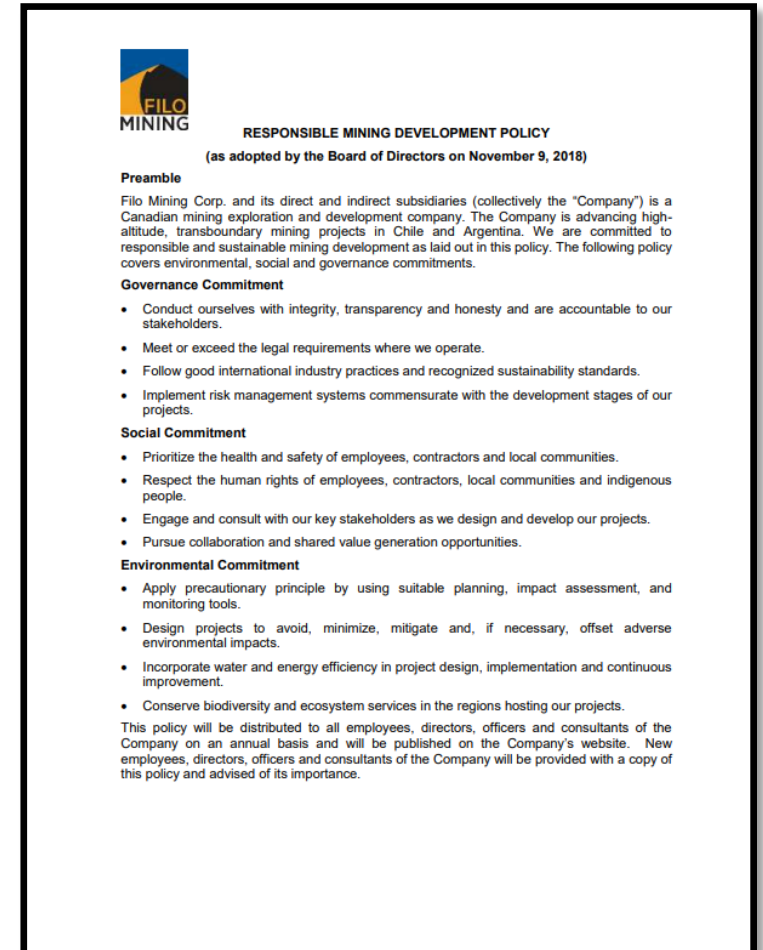 FILO
MINING
RESPONSIBLE MINING DEVELOPMENT POLICY
(as adopted by the Board of Directors on November 9, 2018)
Preamble
Filo Mining Corp. and its direct and indirect subsidiaries (collectively the “Company”) is a
Canadian mining exploration and development company. The Company is advancing high-
altitude, transboundary mining projects in Chile and Argentina. We are committed to
responsible and sustainable mining development as laid out in this policy. The following policy
covers environmental, social and governance commitments.
Governance Commitment
• Conduct ourselves with integrity, transparency and honesty and are accountable to our
stakeholders.
• Meet or exceed the legal requirements where we operate.
• Follow good international industry practices and recognized sustainability standards.
• Implement risk management systems commensurate with the development stages of our
projects.
Social Commitment
• Prioritize the health and safety of employees, contractors and local communities.
• Respect the human rights of employees, contractors, local communities and indigenous
people.
• Engage and consult with our key stakeholders as we design and develop our projects.
• Pursue collaboration and shared value generation opportunities.
Environmental Commitment
• Apply precautionary principle by using suitable planning, impact assessment, and
monitoring tools.
• Design projects to avoid, minimize, mitigate and, if necessary, offset adverse
environmental impacts.
• Incorporate water and energy efficiency in project design, implementation and continuous
improvement.
• Conserve biodiversity and ecosystem services in the regions hosting our projects.
This policy will be distributed to all employees, directors, officers and consultants of the
Company on an annual basis and will be published on the Company’s website. New
employees, directors, officers and consultants of the Company will be provided with a copy of
this policy and advised of its importance.